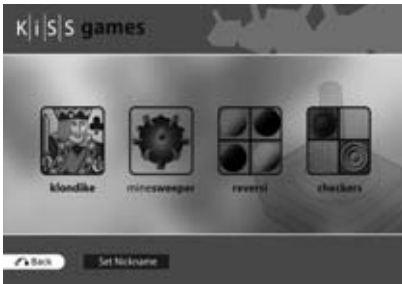 K|i|S|S games
klondike minesweeper reversi checkers
Back Set Nickname